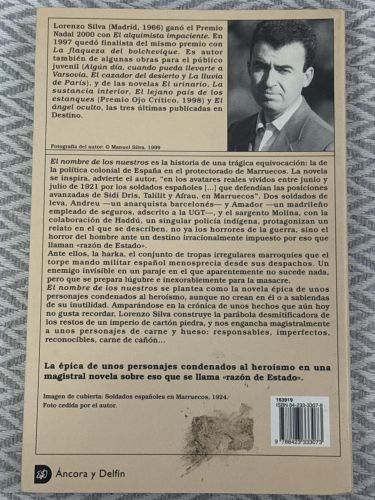 Lorenzo Silva (Madrid, 1966) ganó el Premio
Nadal 2000 con El alquimista impaciente. En
1997 quedó finalista del mismo premio con
La flaqueza del bolchevique. Es autor
también de algunas obras para el público
juvenil (Algún día, cuando pueda llevarte a
Varsovia, El cazador del desierto y La lluvia
de París), y de las novelas El urinario, La
sustancia interior, El lejano país de los
estanques (Premio Ojo Crítico, 1998) y El
ángel oculto, las tres últimas publicadas en
Destino.
Fotografía del autor: © Manuel Silva, 1999
El nombre de los nuestros es la historia de una trágica equivocación: la de
la política colonial de España en el protectorado de Marruecos. La novela
se inspira, advierte el autor, "en los avatares reales vividos entre junio y
julio de 1921 por los soldados españoles [...] que defendían las posiciones
avanzadas de Sidi Dris, Talilit y Afrau, en Marruecos". Dos soldados de
leva, Andreu —un anarquista barcelonés— y Amador —un madrileño
empleado de seguros, adscrito a la UGT—, y el sargento Molina, con la
colaboración de Haddú, un singular policía indígena, protagonizan un
relato en el que se describen, no ya los horrores de la guerra, sino el
horror del hombre ante un destino irracionalmente impuesto por eso que
llaman «razón de Estado».
Ante ellos, la harka, el conjunto de tropas irregulares marroquíes que el
torpe mando militar español menosprecia desde sus despachos. Un
enemigo invisible en un paraje en el que aparentemente no sucede nada,
pero que se prepara lúgubre e inexorablemente para la masacre.
El nombre de los nuestros se plantea como la novela épica de unos
personajes condenados al heroísmo, aunque no crean en él o a sabiendas
de su inutilidad. Amparándose en la crónica de unos hechos que aún hoy
no gusta recordar, Lorenzo Silva construye la parábola desmitificadora de
los restos de un imperio de cartón piedra, y nos engancha magistralmente
a unos personajes de carne y hueso: responsables, imperfectos,
reconocibles, carne de cañón...
La épica de unos personajes condenados al heroísmo en una
magistral novela sobre eso que se llama «razón de Estado».
Imagen de cubierta: Soldados españoles en Marruecos, 1924.
Foto cedida por el autor.
163919
ISBN 84-233-3307-8
9 788423 333073
Áncora y Delfín